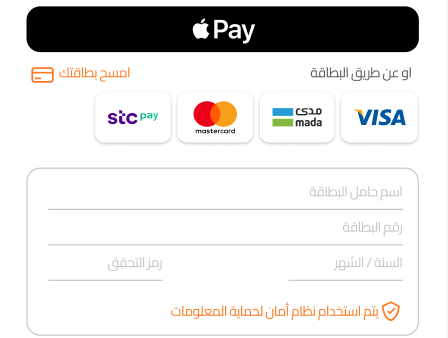 Pay
او عن طريق البطاقة
امسح بطاقتك
VISA
مدى
mada
mastercard
stc pay
اسم حامل البطاقة
رقم البطاقة
السنة / الشهر
رمز التحقق
يتم استخدام نظام أمان لحماية المعلومات